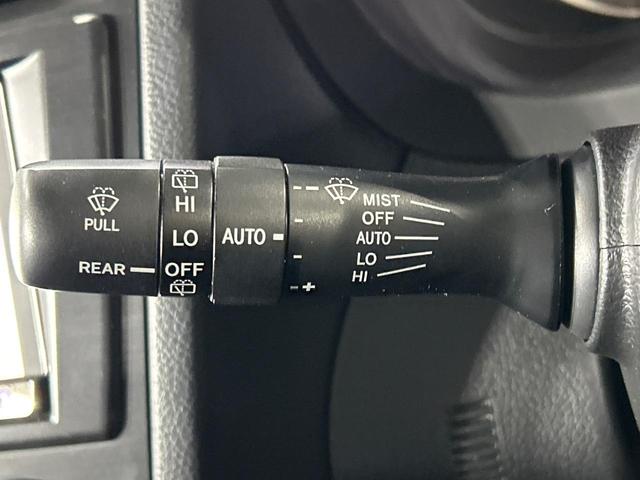 PULL
REAR
HI
LO
OFF
AUTO
MIST
OFF
AUTO
LO
HI
- +